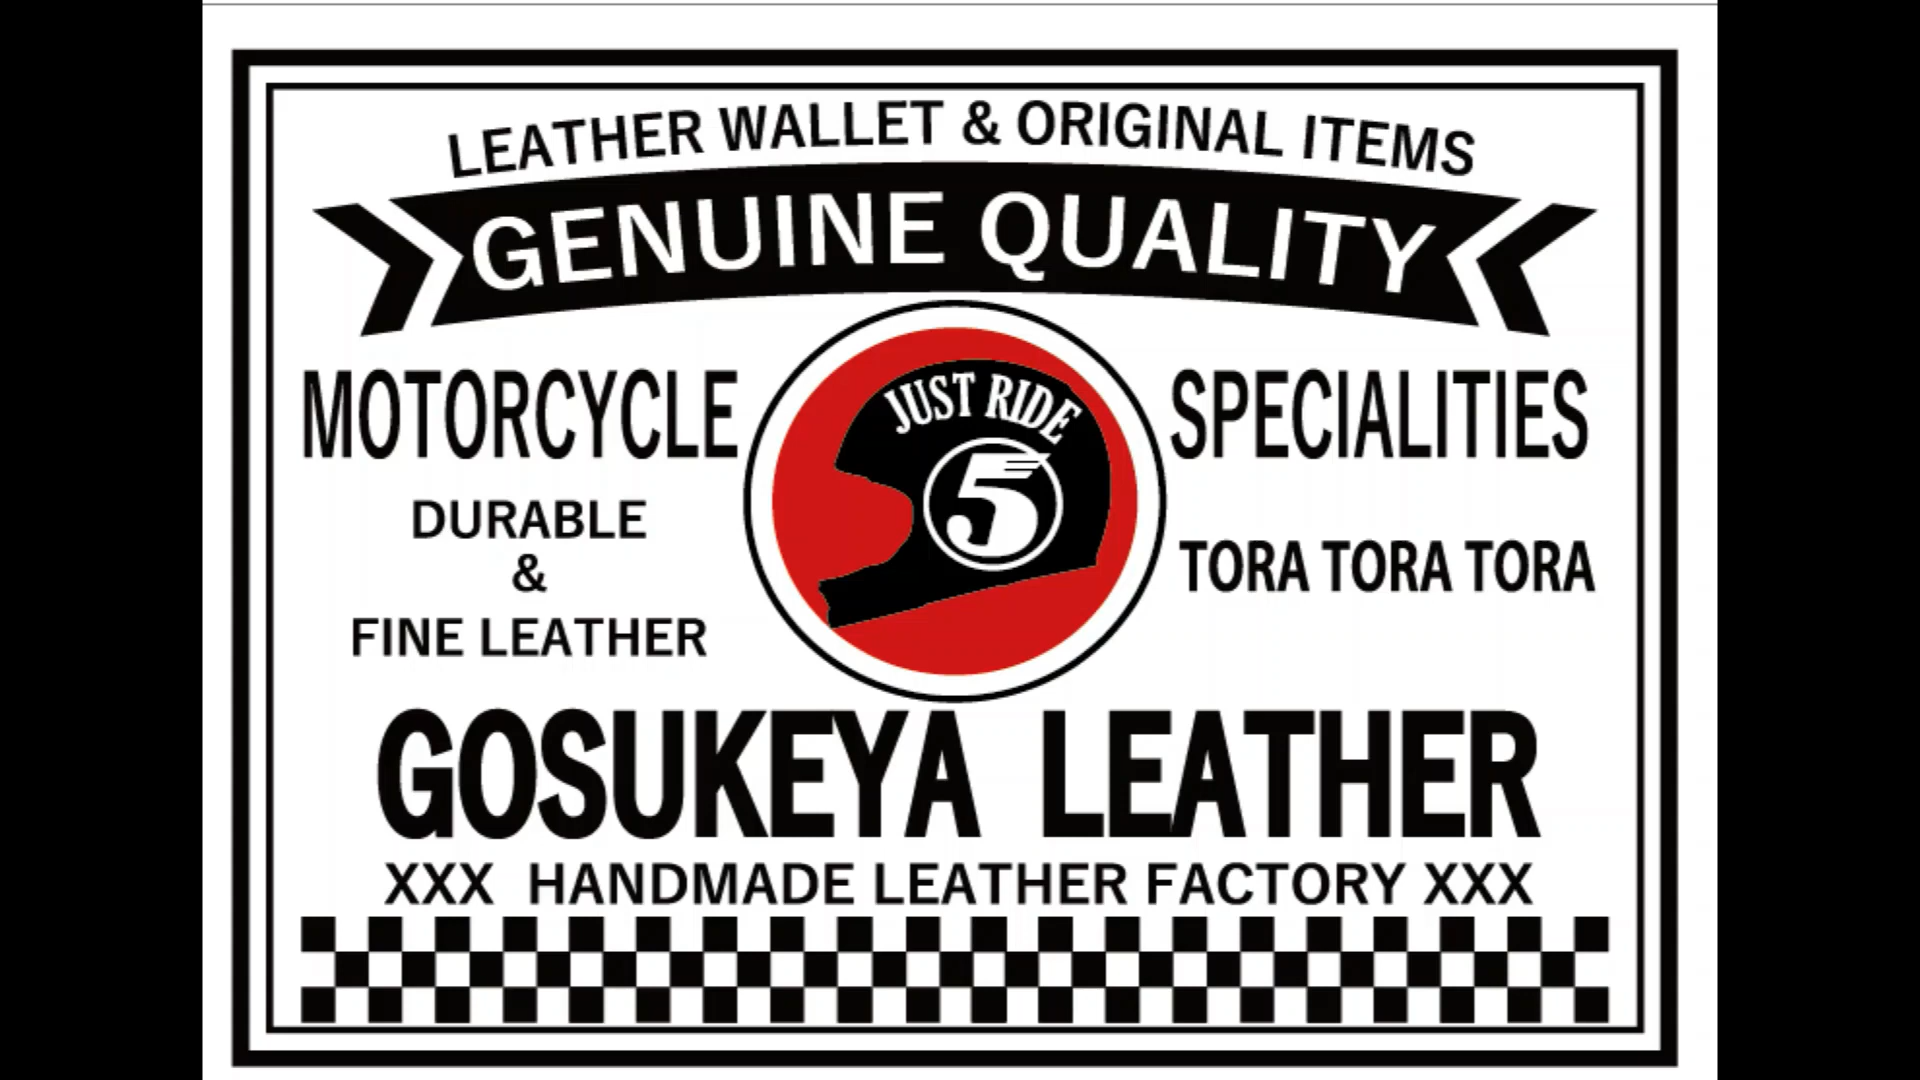 LEATHER WALLET & ORIGINAL ITEMS
GENUINE QUALITY
JUST RIDE
5
MOTORCYCLE
SPECIALITIES
DURABLE
&
FINE LEATHER
TORA TORA TORA
GOSUKEYA LEATHER
XXX HANDMADE LEATHER FACTORY XXX